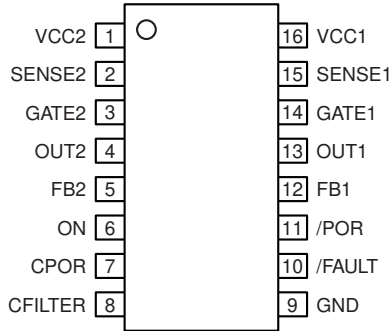 VCC2 1 16 VCC1
SENSE2 2 15 SENSE1
GATE2 3 14 GATE1
OUT2 4 13 OUT1
FB2 5 12 FB1
ON 6 11 /POR
CPOR 7 10 /FAULT
CFILTER 8 9 GND